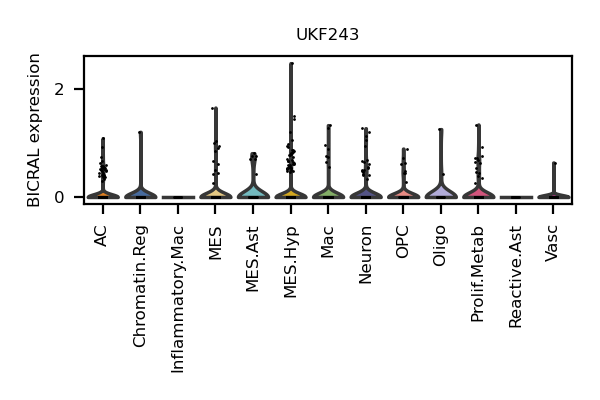 UKF243
BICRAL expression
2
0
AC
Chromatin.Reg
Inflammatory.Mac
MES
MES.Ast
MES.Hyp
Mac
Neuron
OPC
Oligo
Prolif.Metab
Reactive.Ast
Vasc